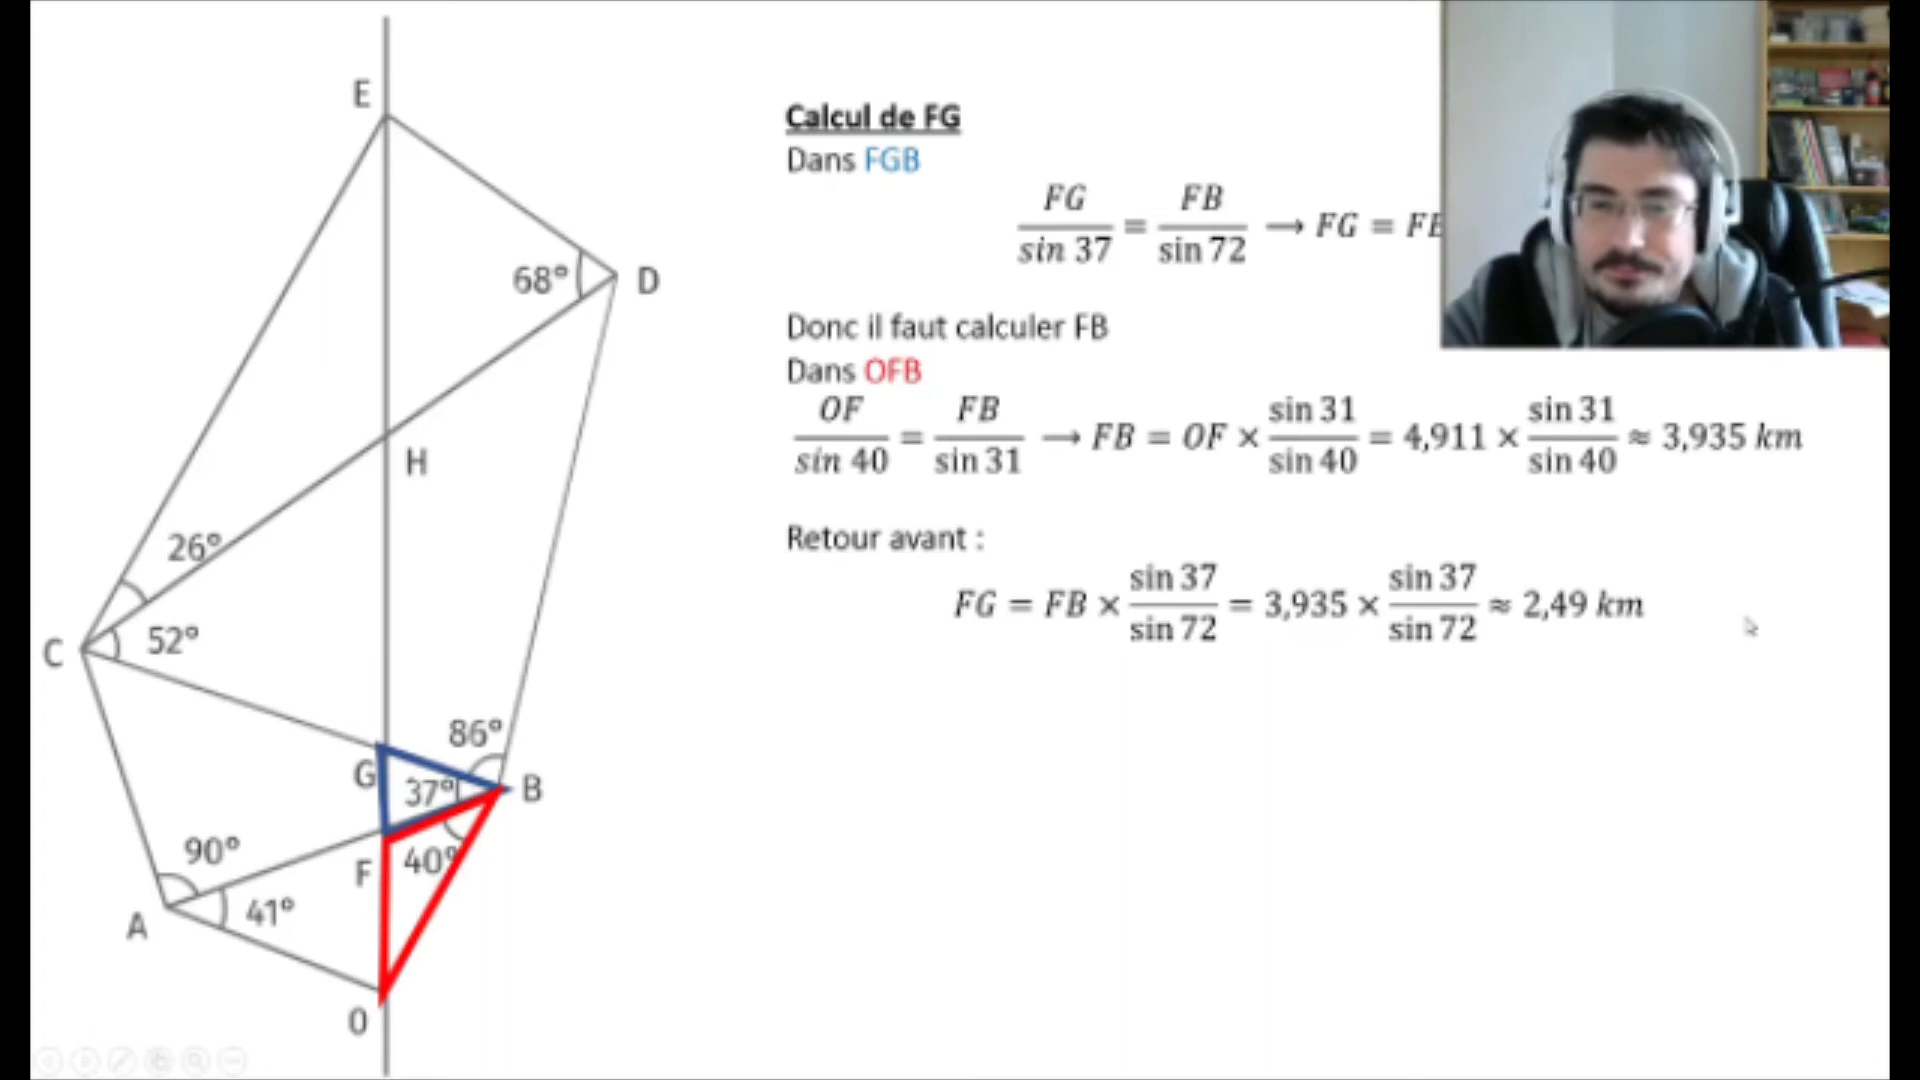 E
D
68°
H
26°
52°
C
86°
G
37°
B
90°
F
40°
41°
A
O
Calcul de FG
Dans FGB
FG/sin 37 = FB/sin 72 → FG = FB
Donc il faut calculer FB
Dans OFB
OF/sin 40 = FB/sin 31 → FB = OF × sin 31/sin 40 = 4,911 × sin 31/sin 40 ≈ 3,935 km
Retour avant :
FG = FB × sin 37/sin 72 = 3,935 × sin 37/sin 72 ≈ 2,49 km